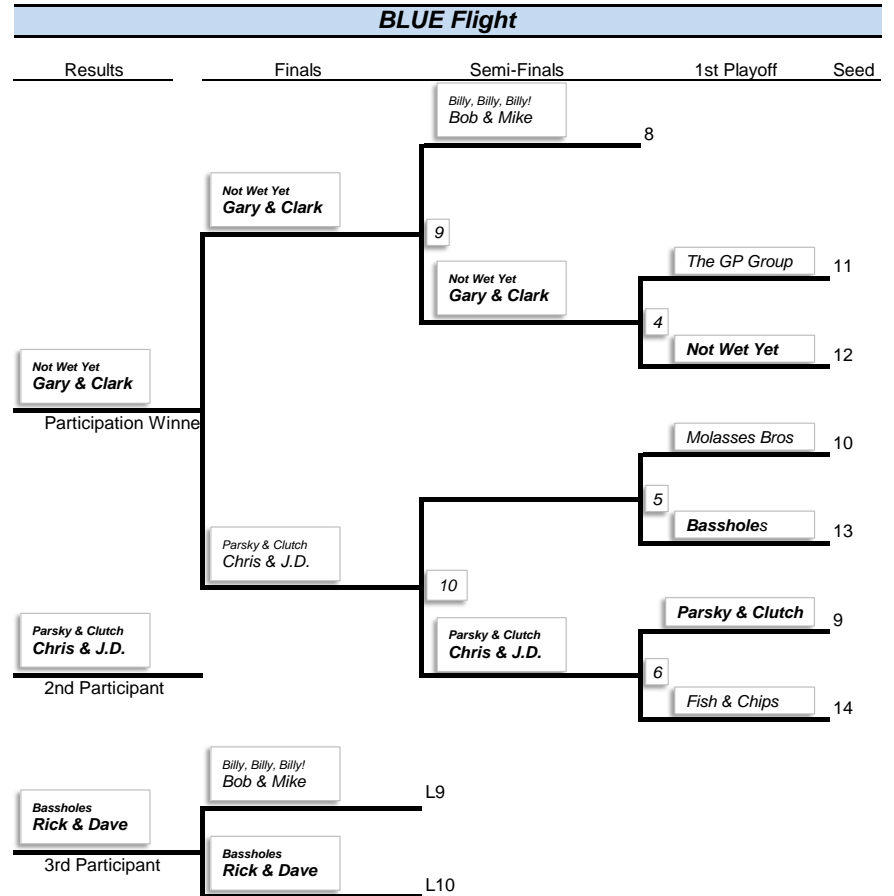 BLUE Flight
Results Finals Semi-Finals 1st Playoff Seed
Billy, Billy, Billy!
Bob & Mike
8
Not Wet Yet
Gary & Clark
9
The GP Group
11
Not Wet Yet
Gary & Clark
4
Not Wet Yet
12
Not Wet Yet
Gary & Clark
Participation Winne
Molasses Bros
10
5
Bassholes
13
Parsky & Clutch
Chris & J.D.
10
Parsky & Clutch
9
Parsky & Clutch
Chris & J.D.
2nd Participant
Parsky & Clutch
Chris & J.D.
6
Fish & Chips
14
Billy, Billy, Billy!
Bob & Mike
L9
Bassholes
Rick & Dave
3rd Participant
Bassholes
Rick & Dave
L10